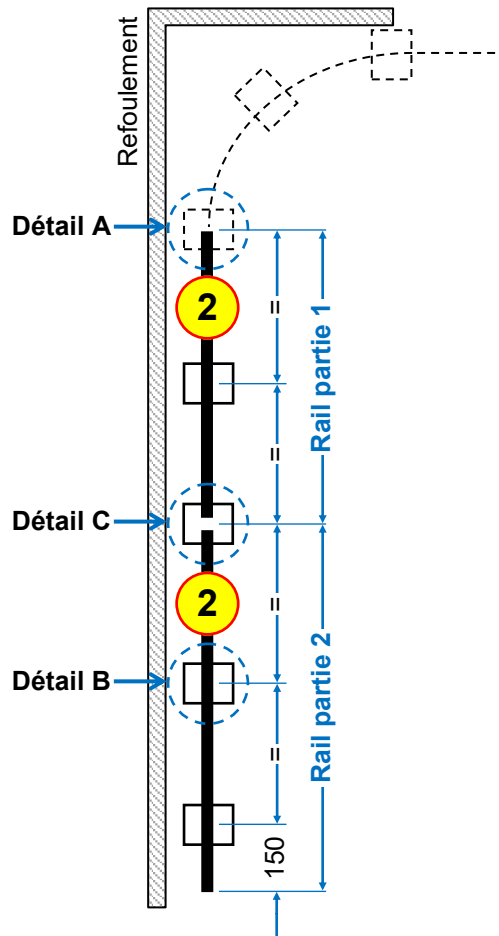 Refoulement
Détail A
2
=
Rail partie 1
=
Détail C
2
=
Rail partie 2
Détail B
=
150